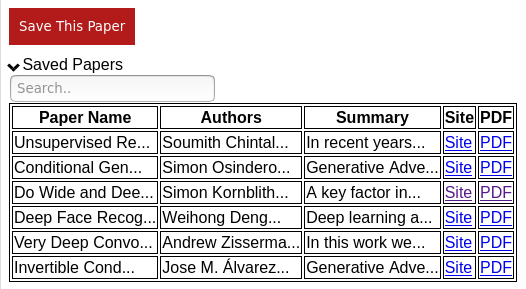 Save This Paper
Saved Papers
Search..
Paper Name Authors Summary Site PDF
Unsupervised Re... Soumith Chintal... In recent years... Site PDF
Conditional Gen... Simon Osindero... Generative Adve... Site PDF
Do Wide and Dee... Simon Kornblith... A key factor in... Site PDF
Deep Face Recog... Weihong Deng... Deep learning a... Site PDF
Very Deep Convo... Andrew Zisserma... In this work we... Site PDF
Invertible Cond... Jose M. Álvarez... Generative Adve... Site PDF